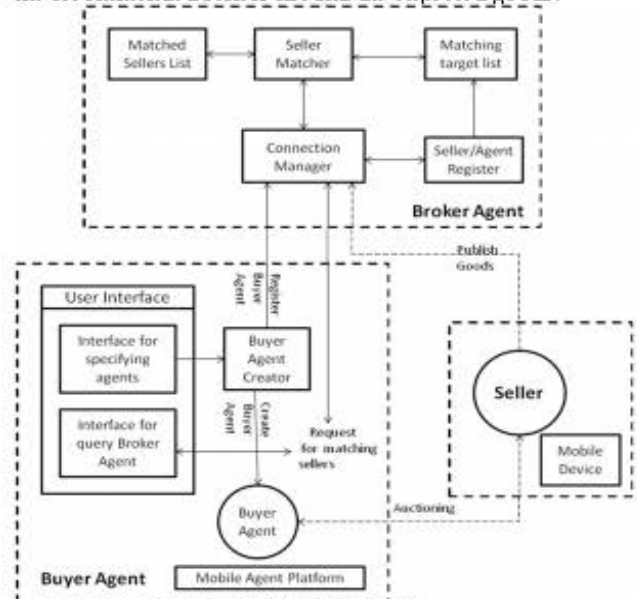 Matched
Sellers List
Seller
Matcher
Matching
target list
Connection
Manager
Seller/Agent
Register
Broker Agent
Publish
Goods
Register
Buyer
Agent
User Interface
Interface for
specifying
agents
Buyer
Agent
Creator
Interface for
query Broker
Agent
Create
Buyer
Agent
Request
for matching
sellers
Seller
Mobile
Device
Auctioning
Buyer
Agent
Buyer Agent
Mobile Agent Platform